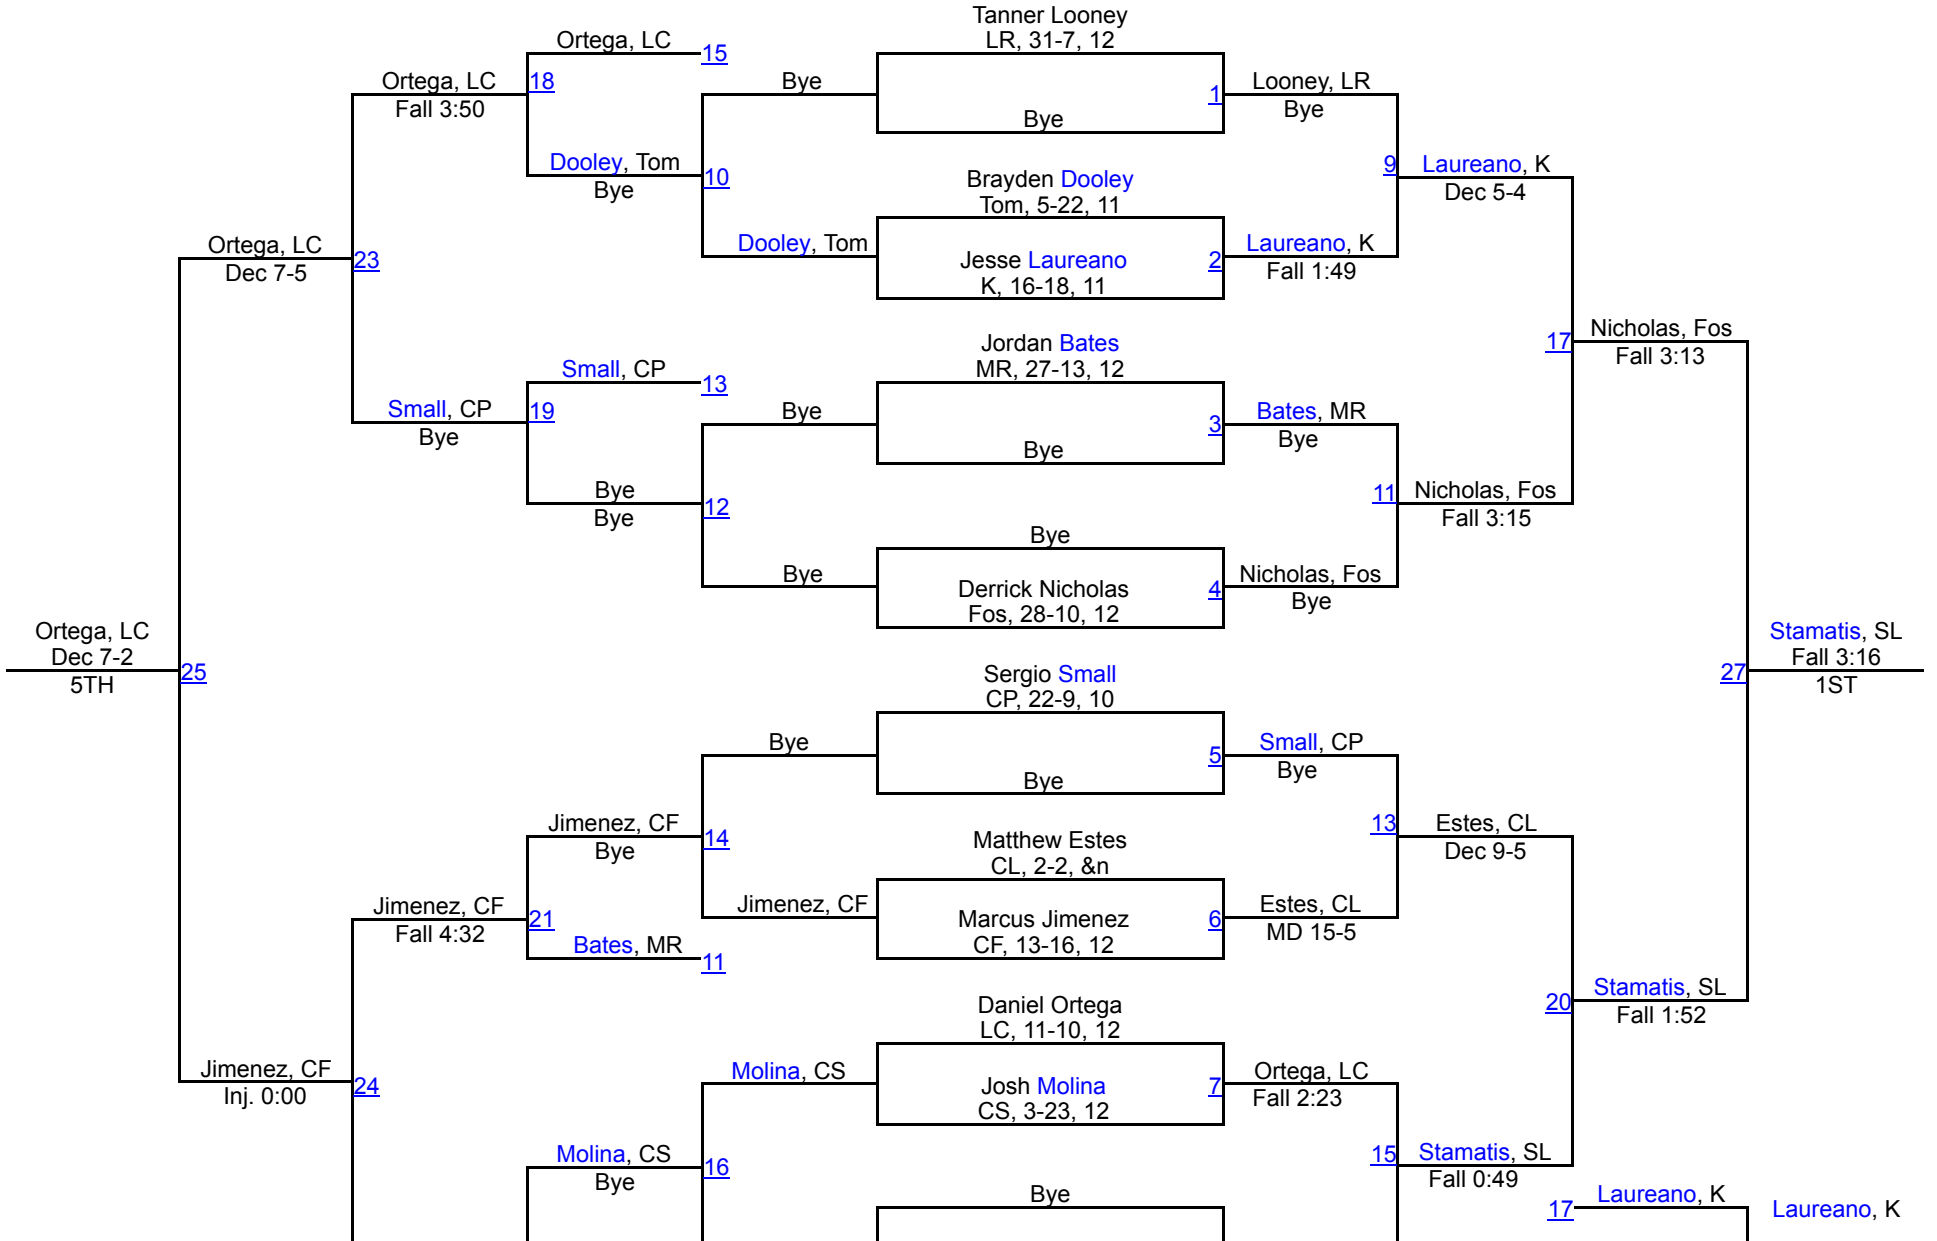 Tanner Looney
LR, 31-7, 12
Ortega, LC
15
Ortega, LC
18
Bye
1
Looney, LR
Fall 3:50
Bye
Bye
Dooley, Tom
10
Bye
Brayden Dooley
Tom, 5-22, 11
9
Laureano, K
Dec 5-4
Ortega, LC
Dec 7-5
23
Dooley, Tom
Jesse Laureano
K, 16-18, 11
2
Laureano, K
Fall 1:49
Jordan Bates
MR, 27-13, 12
17
Nicholas, Fos
Fall 3:13
Small, CP
13
Small, CP
19
Bye
Bye
3
Bates, MR
Bye
Bye
Bye
Bye
12
11
Nicholas, Fos
Fall 3:15
Bye
Bye
Derrick Nicholas
Fos, 28-10, 12
4
Nicholas, Fos
Bye
Ortega, LC
Dec 7-2
25
5TH
Stamatis, SL
Fall 3:16
27
1ST
Sergio Small
CP, 22-9, 10
Bye
5
Small, CP
Bye
Bye
Jimenez, CF
14
Bye
Matthew Estes
CL, 2-2, &n
13
Estes, CL
Dec 9-5
Jimenez, CF
21
Fall 4:32
Jimenez, CF
Marcus Jimenez
CF, 13-16, 12
6
Estes, CL
MD 15-5
Bates, MR
11
Daniel Ortega
LC, 11-10, 12
20
Stamatis, SL
Fall 1:52
Jimenez, CF
Inj. 0:00
24
Molina, CS
Josh Molina
CS, 3-23, 12
7
Ortega, LC
Fall 2:23
Molina, CS
16
Bye
15
Stamatis, SL
Fall 0:49
Bye
17
Laureano, K
Laureano, K